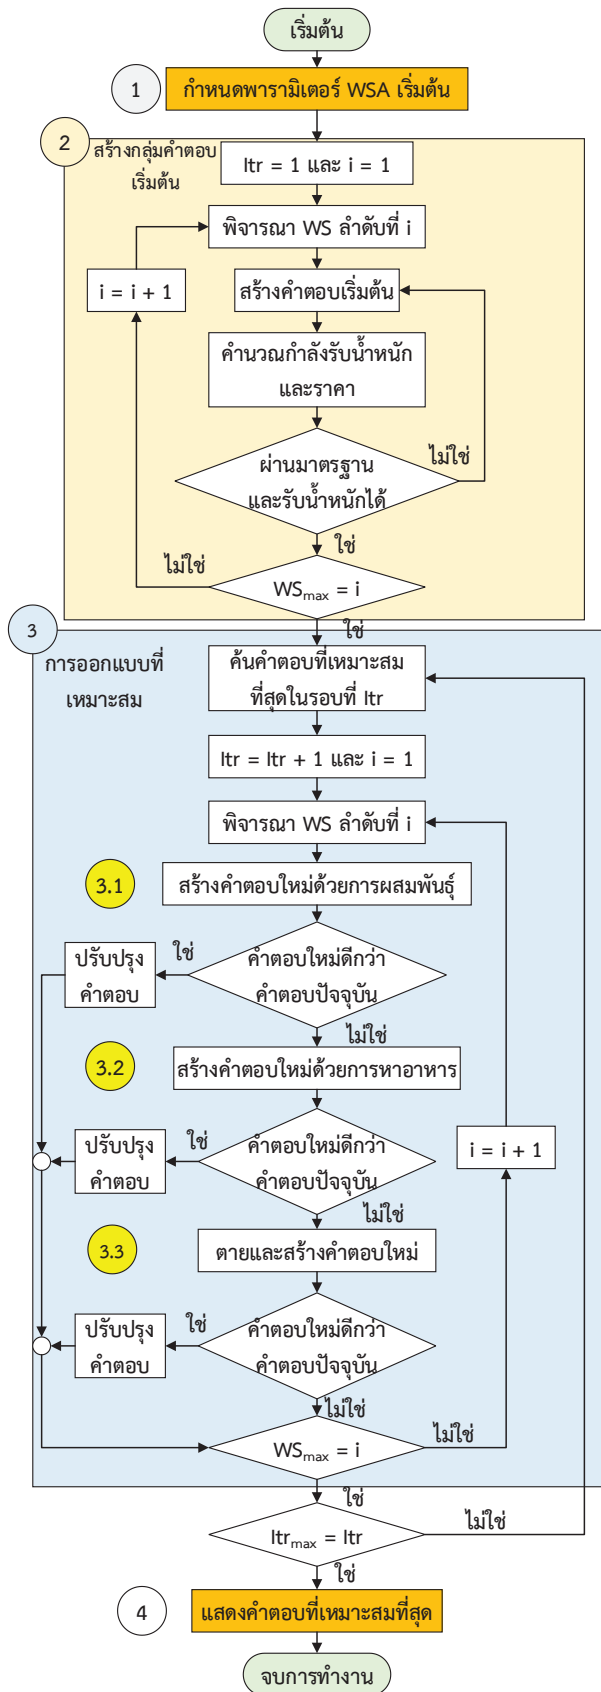 เริ่มต้น
1
กำหนดพารามิเตอร์ WSA เริ่มต้น
2
สร้างกลุ่มคำตอบ
เริ่มต้น
Itr = 1 และ i = 1
พิจารณา WS ลำดับที่ i
i = i + 1
สร้างคำตอบเริ่มต้น
คำนวณกำลังรับน้ำหนัก
และราคา
ผ่านมาตรฐาน
และรับน้ำหนักได้
ไม่ใช่
ใช่
ไม่ใช่
WSmax = i
ใช่
3
การออกแบบที่
เหมาะสม
ค้นคำตอบที่เหมาะสม
ที่สุดในรอบที่ Itr
Itr = Itr + 1 และ i = 1
พิจารณา WS ลำดับที่ i
3.1
สร้างคำตอบใหม่ด้วยการผสมพันธุ์
ปรับปรุง
คำตอบ
ใช่
คำตอบใหม่ดีกว่า
คำตอบปัจจุบัน
ไม่ใช่
3.2
สร้างคำตอบใหม่ด้วยการหาอาหาร
ปรับปรุง
คำตอบ
ใช่
คำตอบใหม่ดีกว่า
คำตอบปัจจุบัน
i = i + 1
ไม่ใช่
3.3
ตายและสร้างคำตอบใหม่
ปรับปรุง
คำตอบ
ใช่
คำตอบใหม่ดีกว่า
คำตอบปัจจุบัน
ไม่ใช่
WSmax = i
ไม่ใช่
ใช่
Itrmax = Itr
ไม่ใช่
ใช่
4
แสดงคำตอบที่เหมาะสมที่สุด
จบการทำงาน